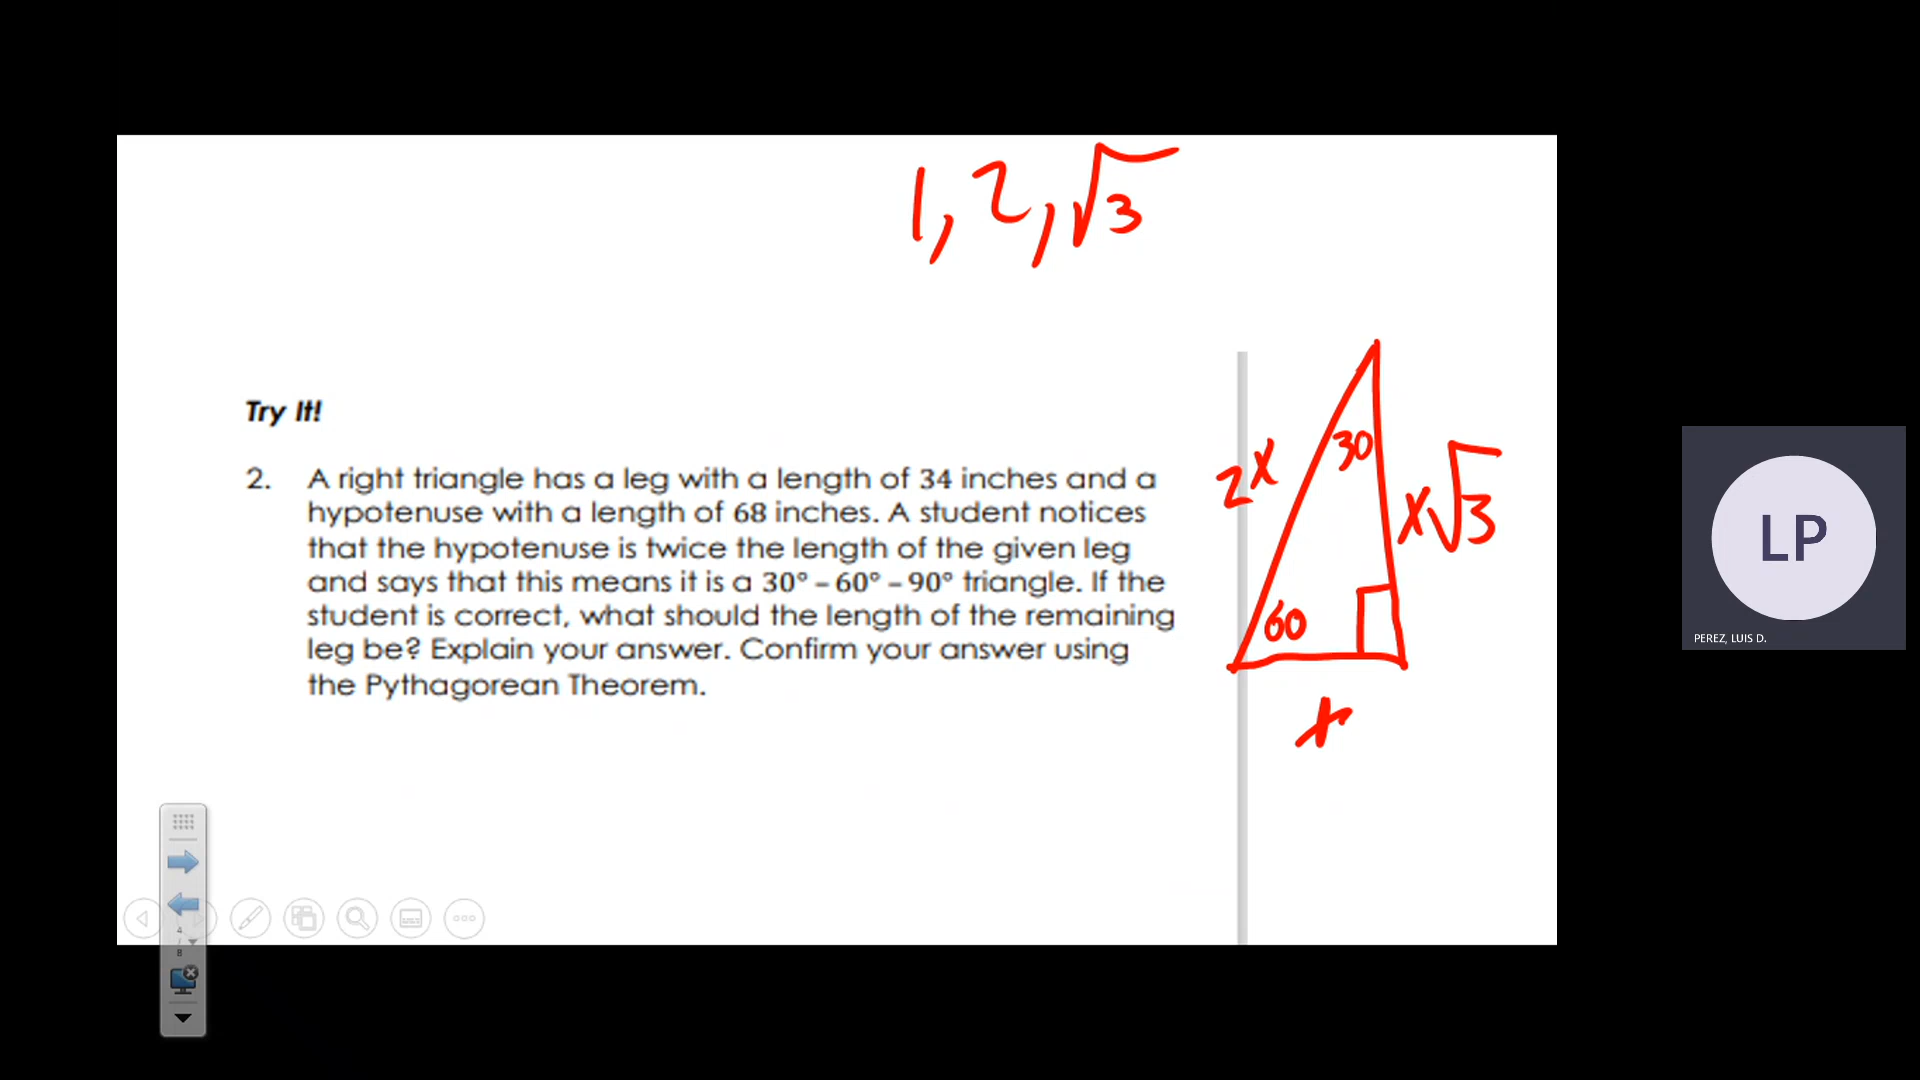 1, 2, √3
Try It!
2. A right triangle has a leg with a length of 34 inches and a
hypotenuse with a length of 68 inches. A student notices
that the hypotenuse is twice the length of the given leg
and says that this means it is a 30° – 60° – 90° triangle. If the
student is correct, what should the length of the remaining
leg be? Explain your answer. Confirm your answer using
the Pythagorean Theorem.
30
2x
x√3
60
x
LP
PEREZ, LUIS D.
4
/
8